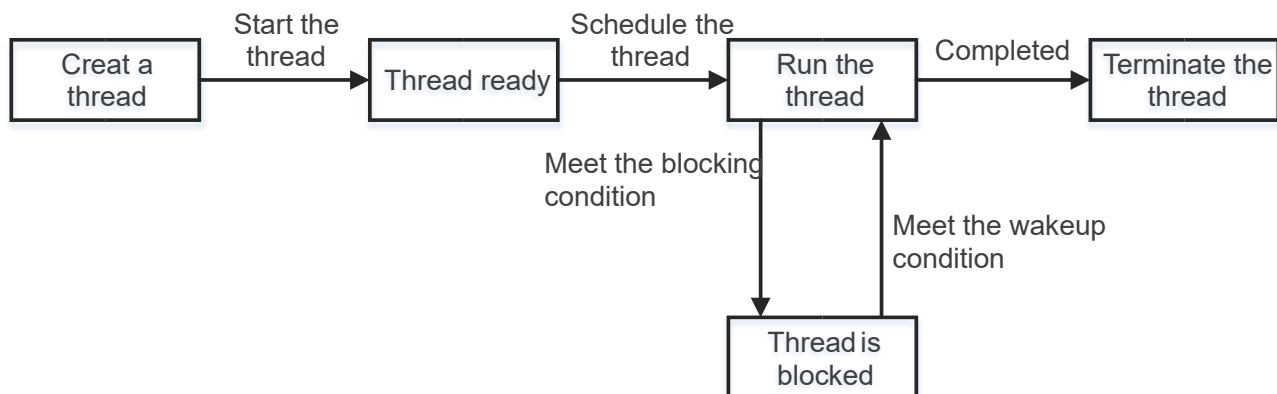 Start the
thread
Schedule the
thread
Completed
Creat a
thread
Thread ready
Run the
thread
Terminate the
thread
Meet the blocking
condition
Meet the wakeup
condition
Thread is
blocked